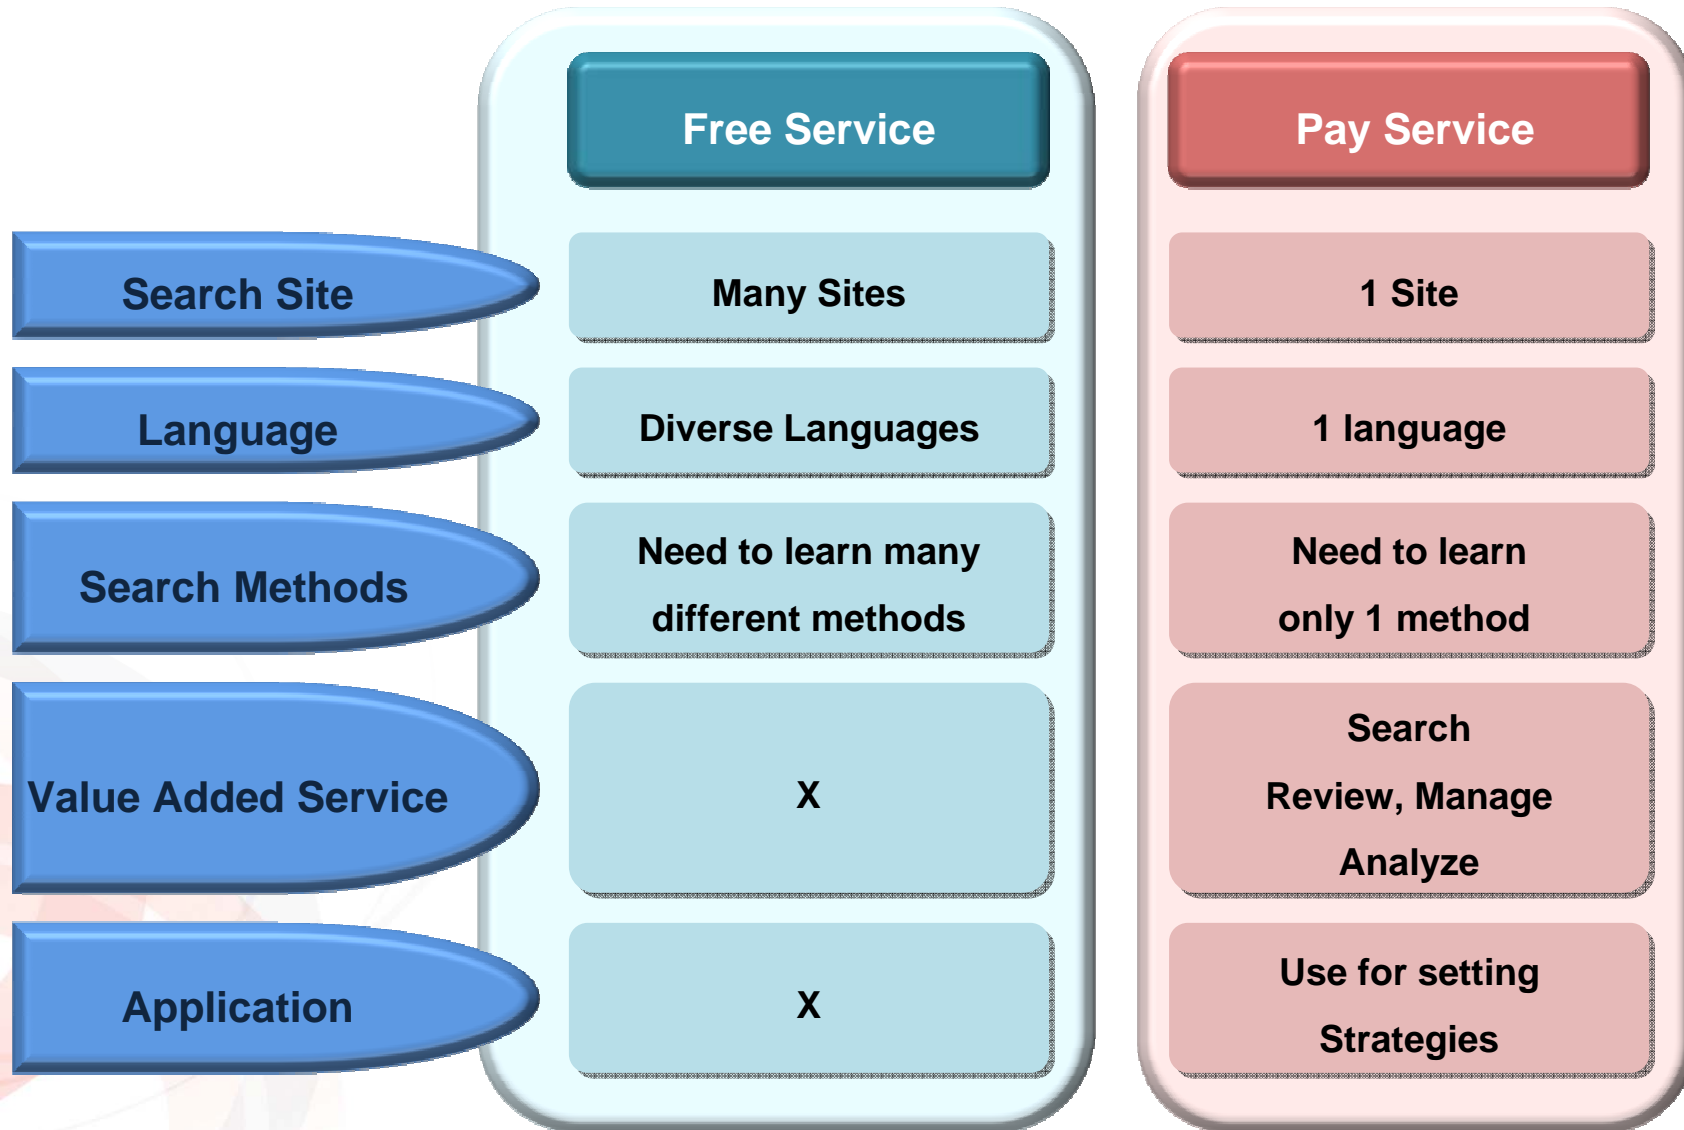 Free Service
Pay Service
Search Site
Many Sites
1 Site
Language
Diverse Languages
1 language
Search Methods
Need to learn many
different methods
Need to learn
only 1 method
Value Added Service
X
Search
Review, Manage
Analyze
Application
X
Use for setting
Strategies